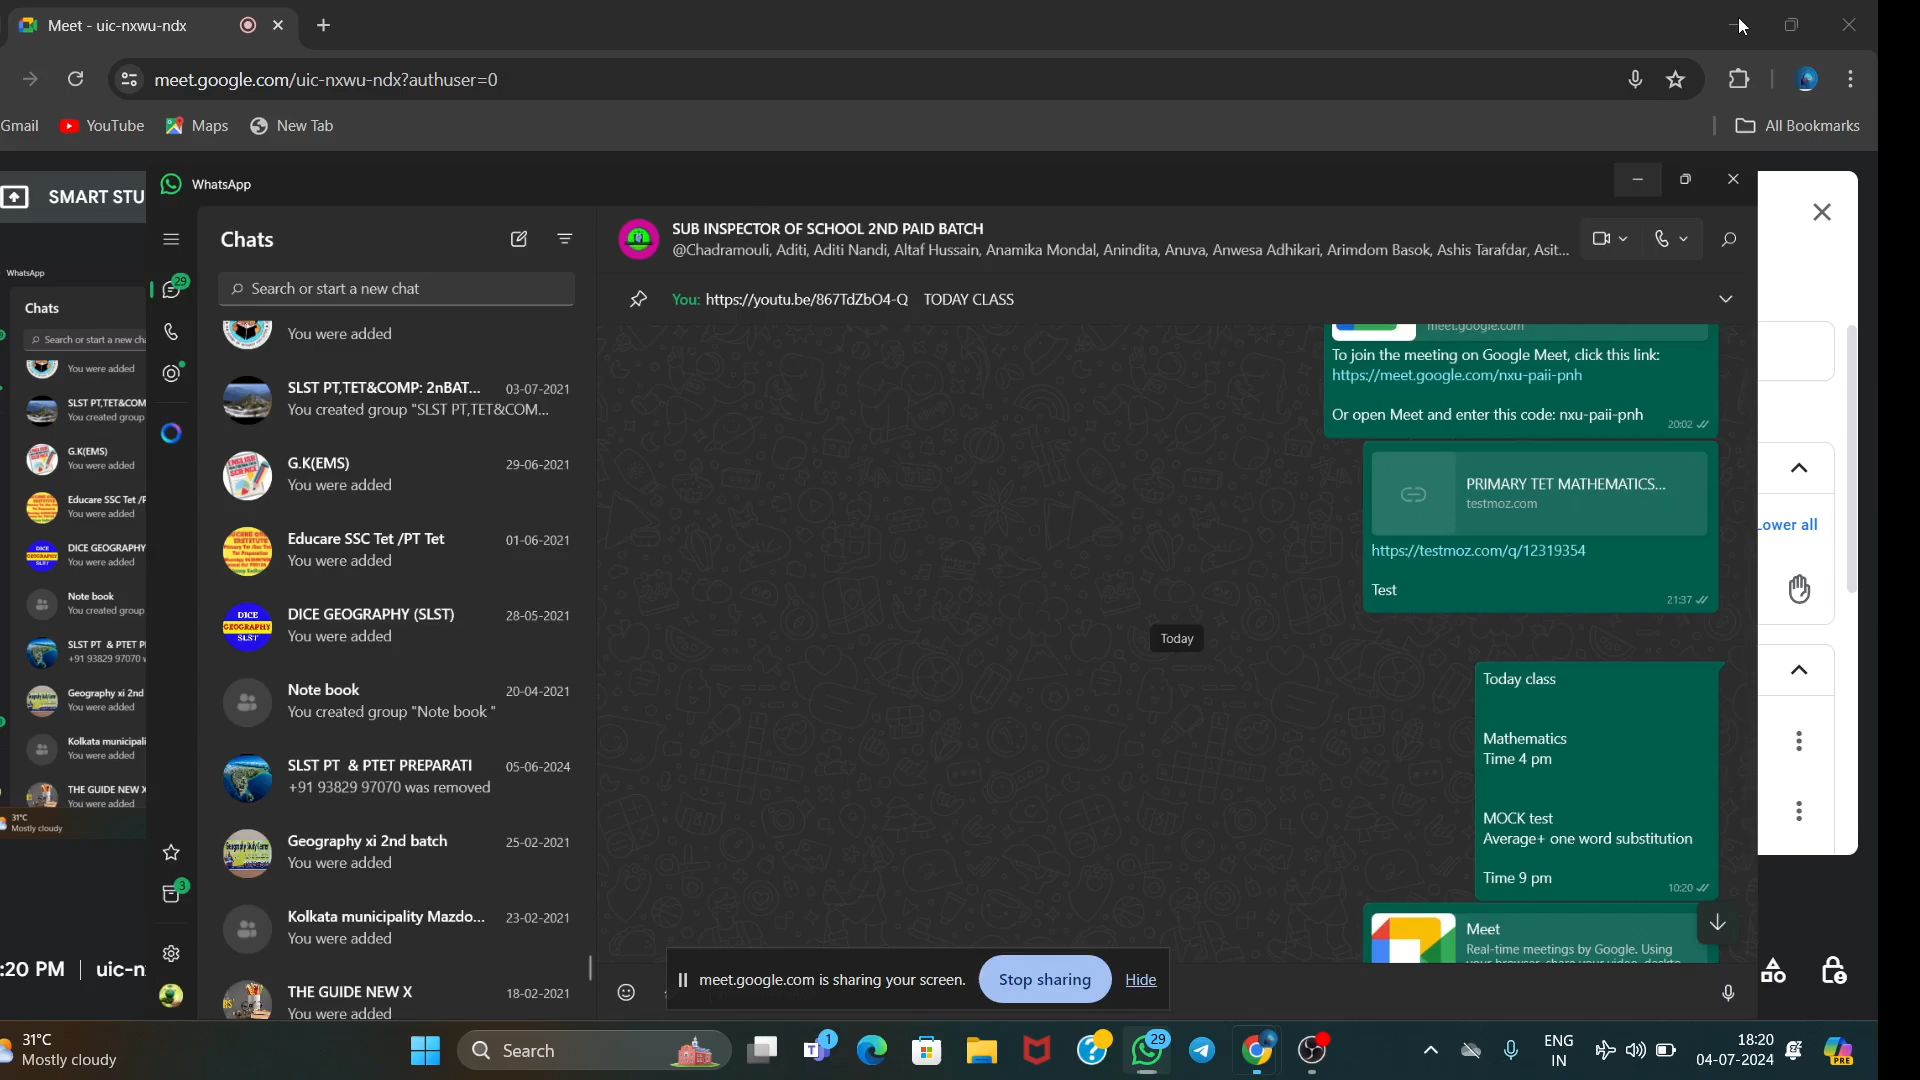 Meet - uic-nxwu-ndx
meet.google.com/uic-nxwu-ndx?authuser=0
Gmail
YouTube
Maps
New Tab
All Bookmarks
SMART STU
WhatsApp
Chats
Search or start a new cha
You were added
SLST PT,TET&COM
You created group
G.K(EMS)
You were added
Educare SSC Tet /P
You were added
DICE GEOGRAPHY
You were added
Note book
You created group
SLST PT & PTET P
+91 93829 97070
Geography xi 2nd
You were added
Kolkata municipali
You were added
THE GUIDE NEW X
You were added
31°C
Mostly cloudy
:20 PM
uic-n
WhatsApp
29
3
Chats
Search or start a new chat
You were added
SLST PT,TET&COMP: 2nBAT... 03-07-2021
You created group "SLST PT,TET&COM...
G.K(EMS) 29-06-2021
You were added
Educare SSC Tet /PT Tet 01-06-2021
You were added
DICE GEOGRAPHY SLST
DICE GEOGRAPHY (SLST) 28-05-2021
You were added
Note book 20-04-2021
You created group "Note book "
SLST PT & PTET PREPARATI 05-06-2024
+91 93829 97070 was removed
Geography xi 2nd batch 25-02-2021
You were added
Kolkata municipality Mazdo... 23-02-2021
You were added
THE GUIDE NEW X 18-02-2021
You were added
SUB INSPECTOR OF SCHOOL 2ND PAID BATCH
@Chadramouli, Aditi, Aditi Nandi, Altaf Hussain, Anamika Mondal, Anindita, Anuva, Anwesa Adhikari, Arimdom Basok, Ashis Tarafdar, Asit...
You: https://youtu.be/867TdZbO4-Q TODAY CLASS
meet.google.com
To join the meeting on Google Meet, click this link:
https://meet.google.com/nxu-paii-pnh
Or open Meet and enter this code: nxu-paii-pnh
20:02
PRIMARY TET MATHEMATICS...
testmoz.com
https://testmoz.com/q/12319354
Test
21:37
Today
Today class
Mathematics
Time 4 pm
MOCK test
Average+ one word substitution
Time 9 pm
10:20
Meet
Real-time meetings by Google. Using
Lower all
meet.google.com is sharing your screen.
Stop sharing
Hide
31°C
Mostly cloudy
Search
1
29
ENG
IN
18:20
04-07-2024
PRE